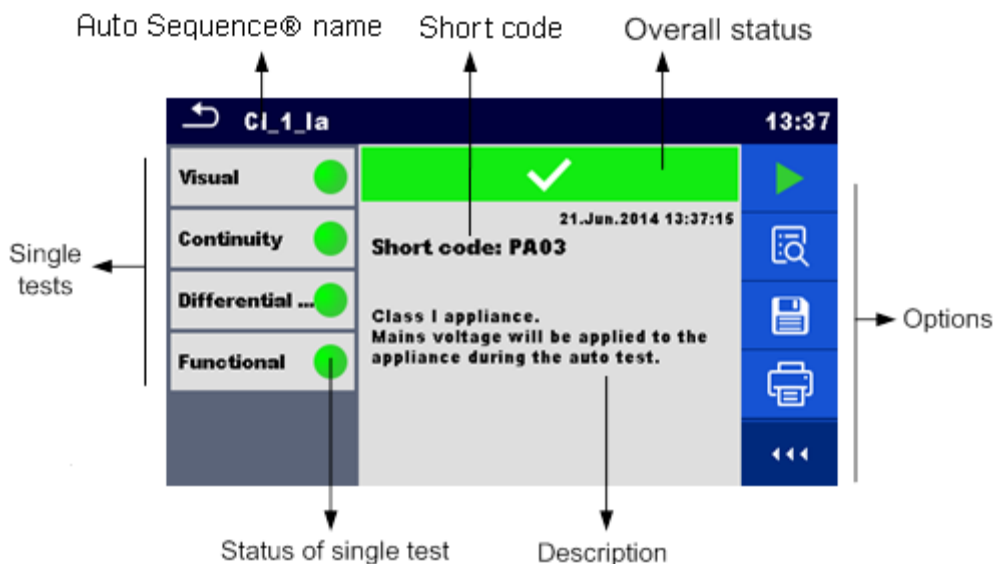 Auto Sequence® name
Short code
Overall status
Cl_1_Ia
13:37
Visual
21.Jun.2014 13:37:15
Continuity
Short code: PA03
Single
tests
Differential ...
Class I appliance.
Mains voltage will be applied to the
appliance during the auto test.
Options
Functional
Status of single test
Description